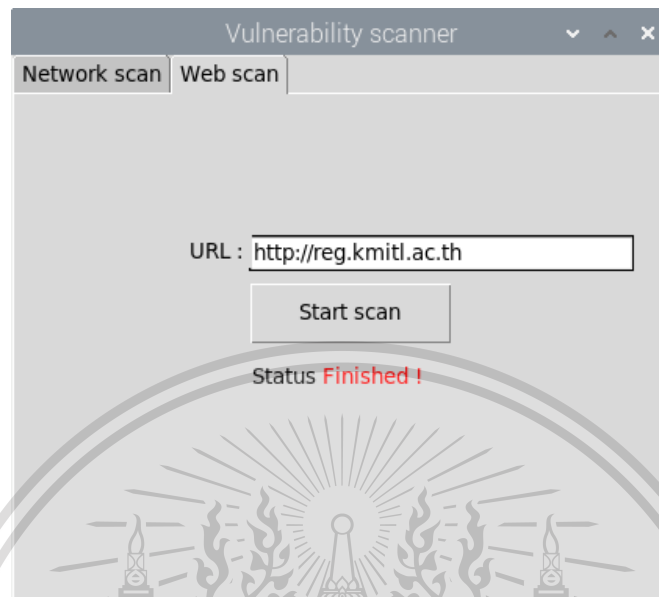 Vulnerability scanner
Network scan Web scan
URL : http://reg.kmitl.ac.th
Start scan
Status Finished !